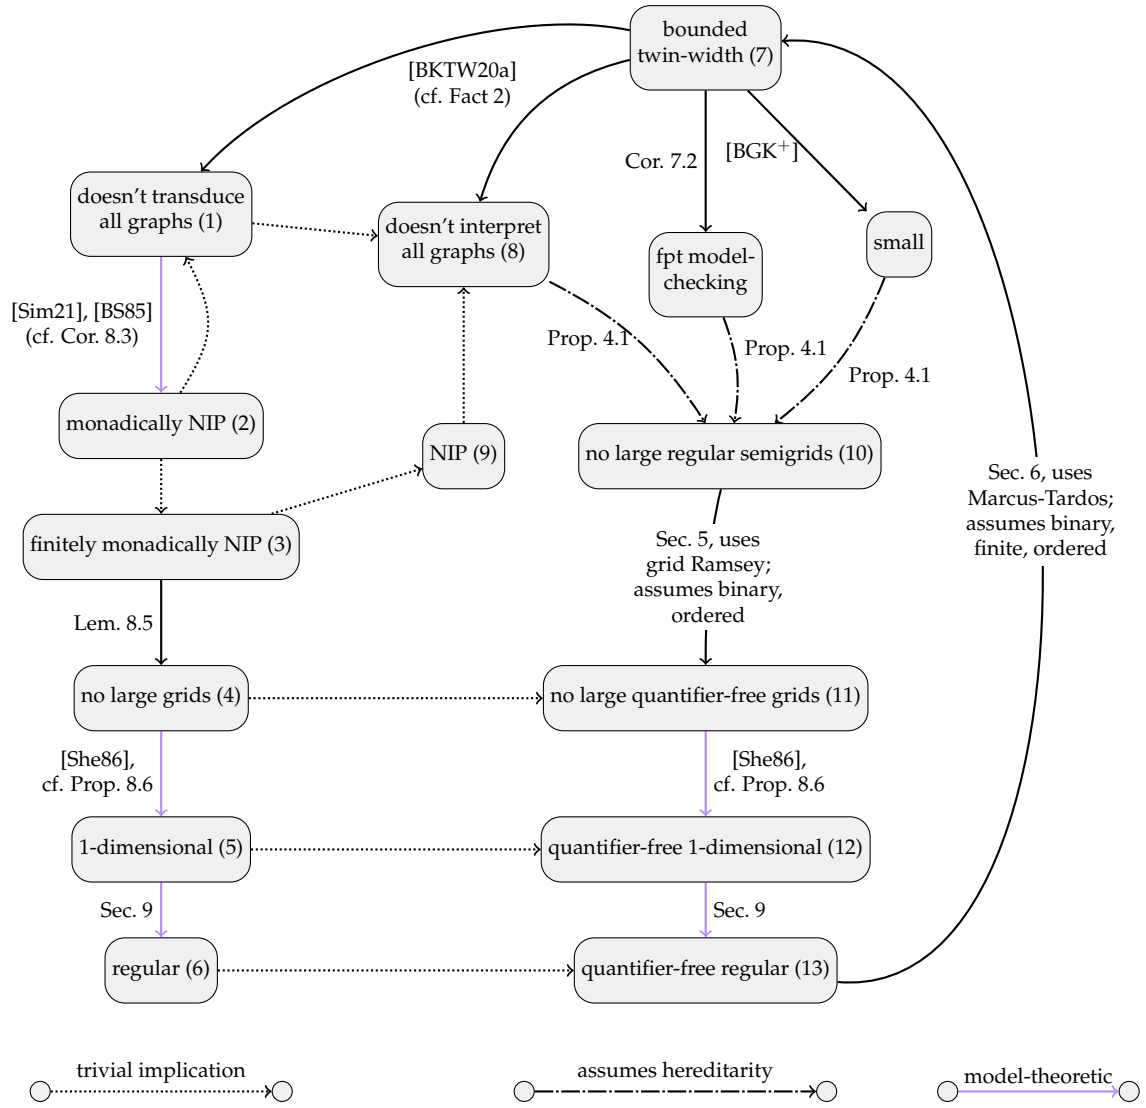 bounded
twin-width (7)
[BKTW20a]
(cf. Fact 2)
Cor. 7.2
[BGK+]
doesn't transduce
all graphs (1)
doesn't interpret
all graphs (8)
small
fpt model-
checking
[Sim21], [BS85]
(cf. Cor. 8.3)
Prop. 4.1
Prop. 4.1
Prop. 4.1
monadically NIP (2)
NIP (9)
no large regular semigrids (10)
Sec. 6, uses
Marcus-Tardos;
assumes binary,
finite, ordered
finitely monadically NIP (3)
Sec. 5, uses
grid Ramsey;
assumes binary,
ordered
Lem. 8.5
no large grids (4)
no large quantifier-free grids (11)
[She86],
cf. Prop. 8.6
[She86],
cf. Prop. 8.6
1-dimensional (5)
quantifier-free 1-dimensional (12)
Sec. 9
Sec. 9
regular (6)
quantifier-free regular (13)
trivial implication
assumes hereditarity
model-theoretic